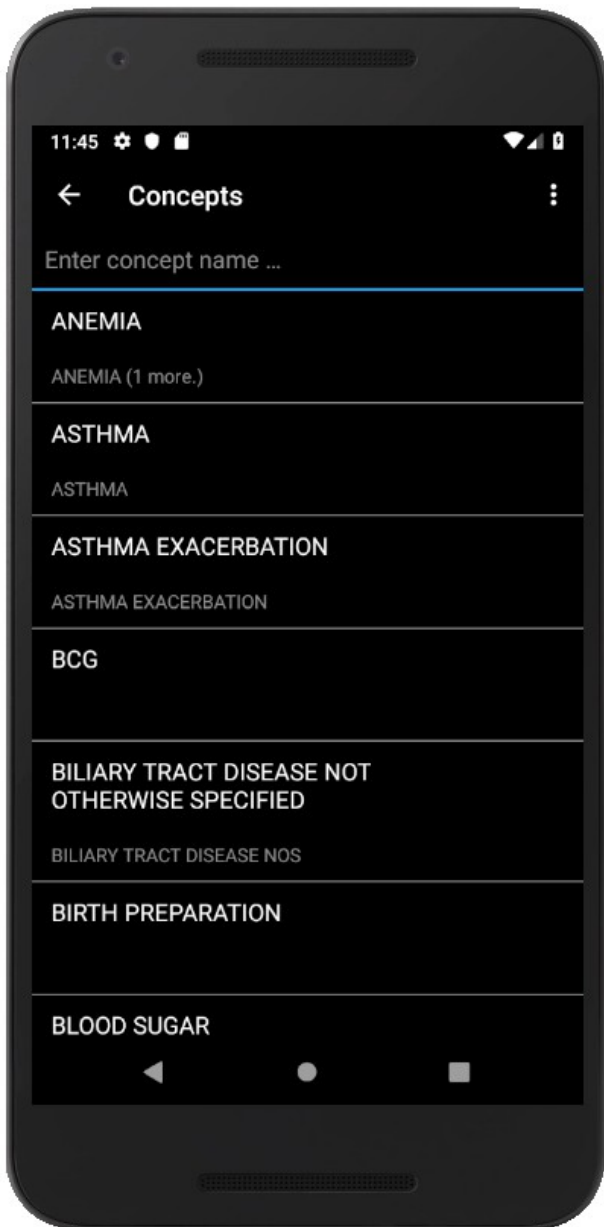 11:45
Concepts
Enter concept name ...
ANEMIA
ANEMIA (1 more.)
ASTHMA
ASTHMA
ASTHMA EXACERBATION
ASTHMA EXACERBATION
BCG
BILIARY TRACT DISEASE NOT
OTHERWISE SPECIFIED
BILIARY TRACT DISEASE NOS
BIRTH PREPARATION
BLOOD SUGAR